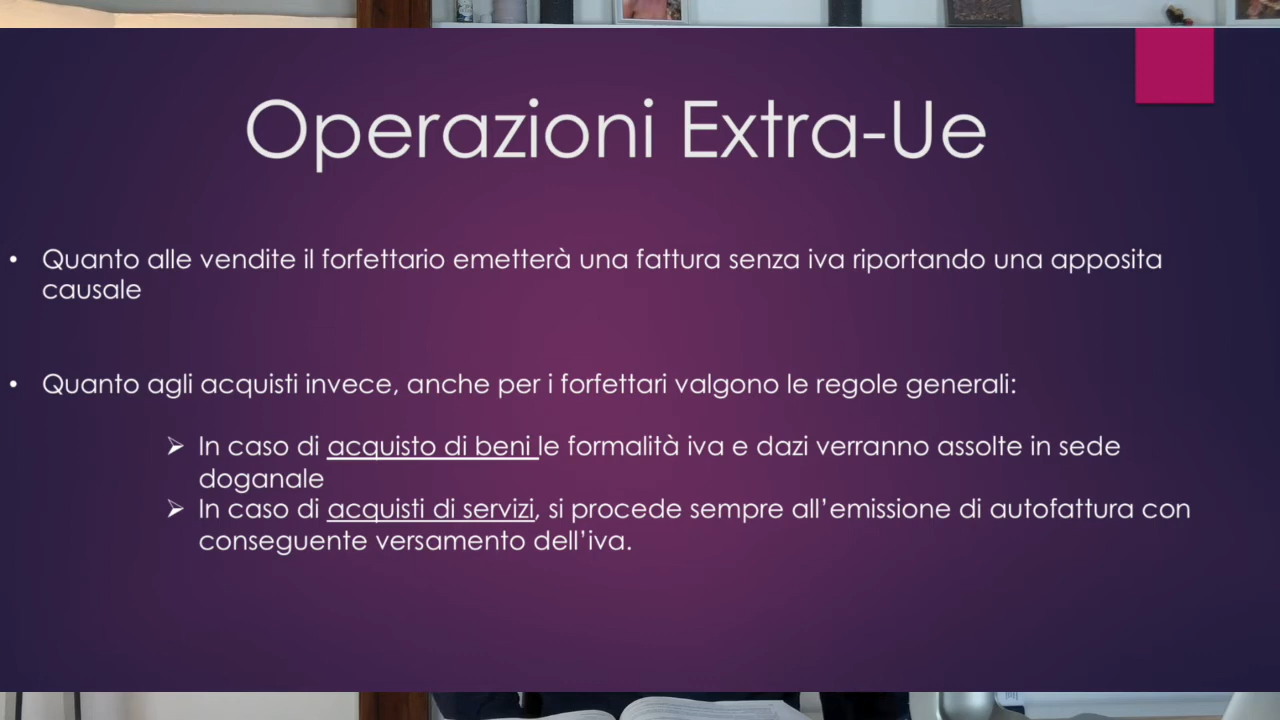 Operazioni Extra-Ue
• Quanto alle vendite il forfettario emetterà una fattura senza iva riportando una apposita
causale
• Quanto agli acquisti invece, anche per i forfettari valgono le regole generali:
➢ In caso di acquisto di beni le formalità iva e dazi verranno assolte in sede
doganale
➢ In caso di acquisti di servizi, si procede sempre all’emissione di autofattura con
conseguente versamento dell’iva.